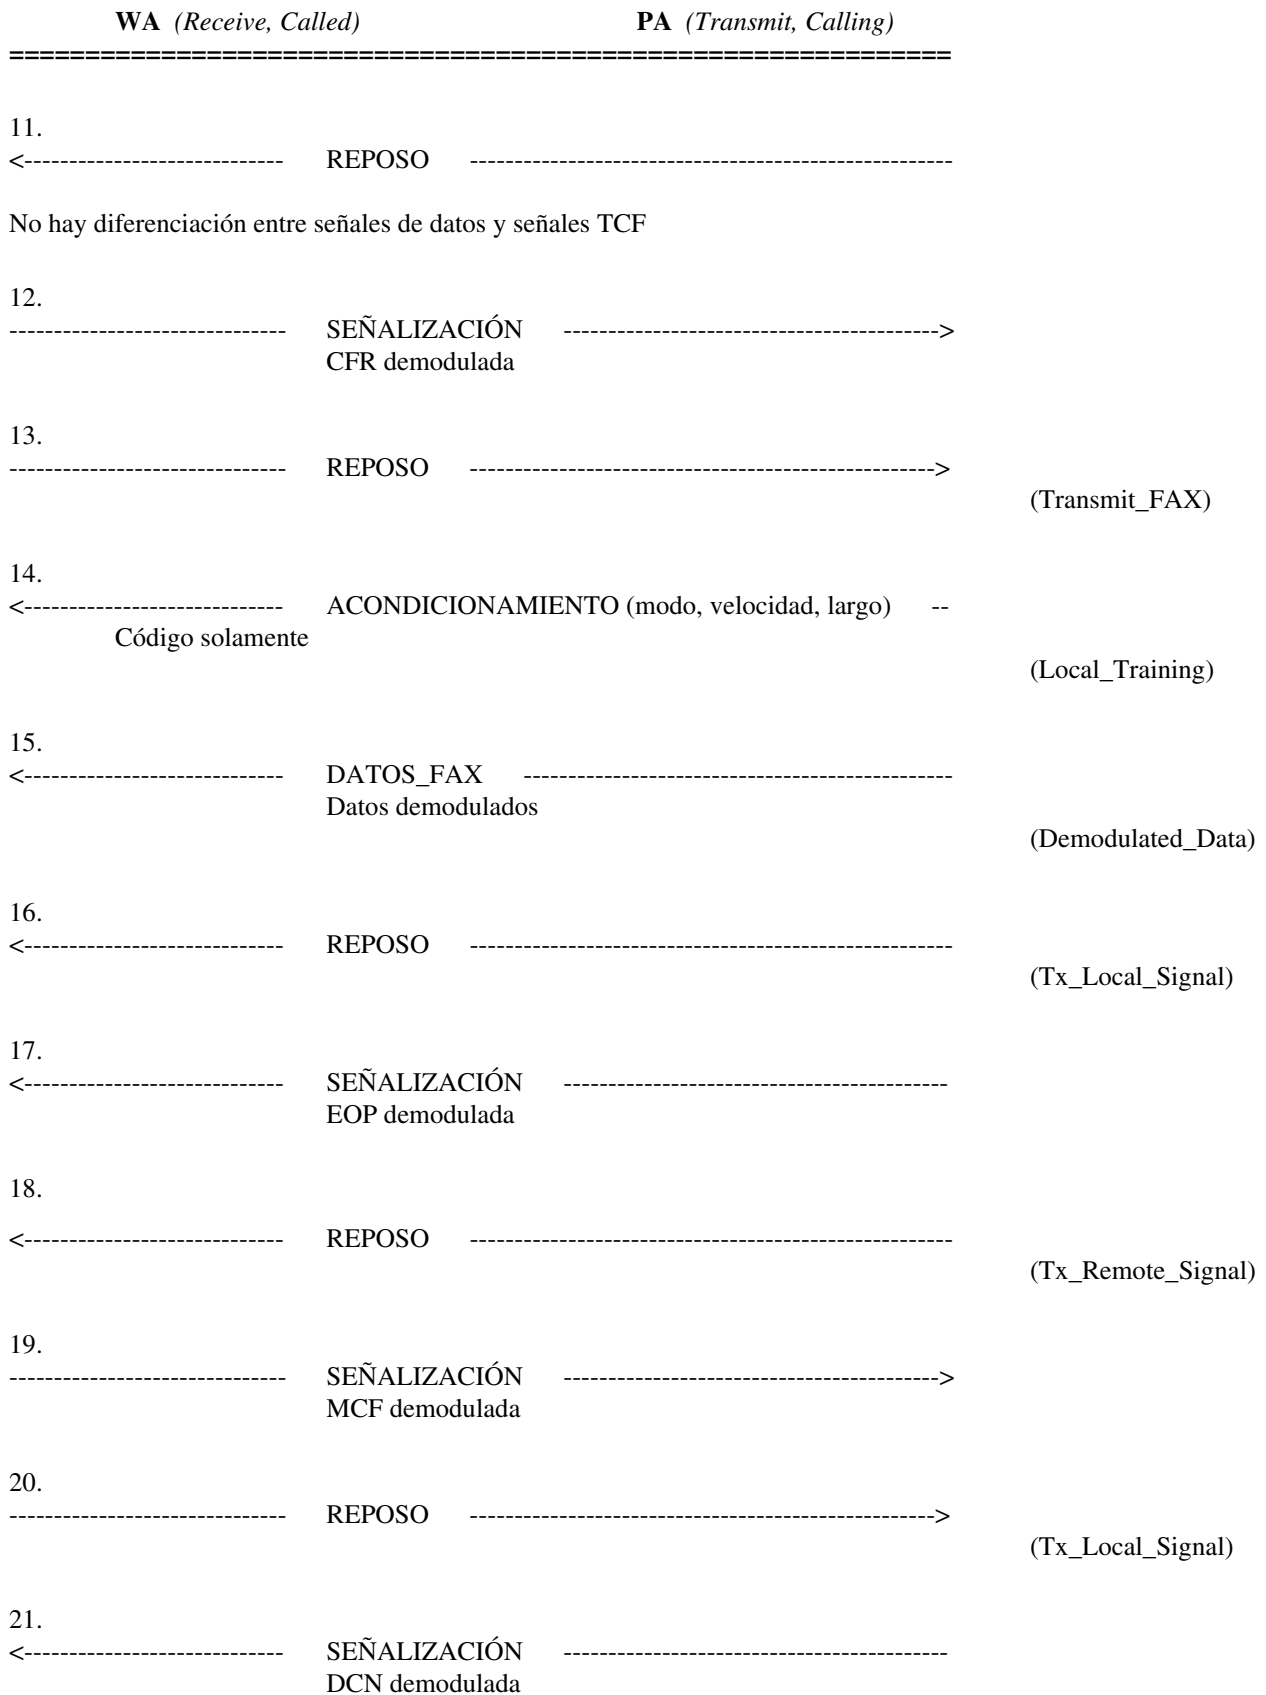 WA (Receive, Called) PA (Transmit, Calling)
==============================================================
11.
<----------------------------- REPOSO ------------------------------------------------------
No hay diferenciación entre señales de datos y señales TCF
12.
------------------------------- SEÑALIZACIÓN ------------------------------------------>
CFR demodulada
13.
------------------------------- REPOSO ---------------------------------------------------->
(Transmit_FAX)
14.
<----------------------------- ACONDICIONAMIENTO (modo, velocidad, largo) --
Código solamente
(Local_Training)
15.
<----------------------------- DATOS_FAX ------------------------------------------------
Datos demodulados
(Demodulated_Data)
16.
<----------------------------- REPOSO ------------------------------------------------------
(Tx_Local_Signal)
17.
<----------------------------- SEÑALIZACIÓN -------------------------------------------
EOP demodulada
18.
<----------------------------- REPOSO ------------------------------------------------------
(Tx_Remote_Signal)
19.
------------------------------- SEÑALIZACIÓN ------------------------------------------>
MCF demodulada
20.
------------------------------- REPOSO ---------------------------------------------------->
(Tx_Local_Signal)
21.
<----------------------------- SEÑALIZACIÓN -------------------------------------------
DCN demodulada